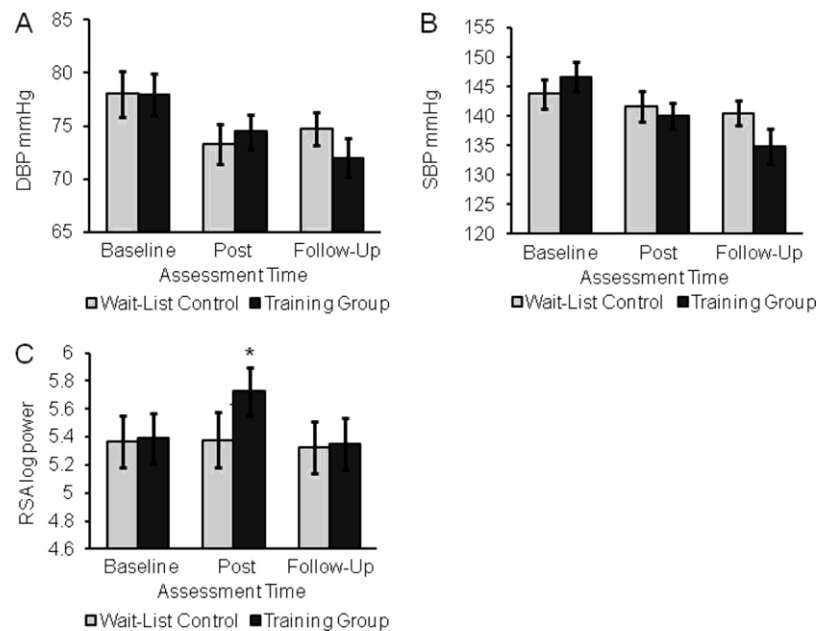 A
85
80
75
70
65
DBP mmHg
Baseline Post Follow-Up
Assessment Time
Wait-List Control Training Group
B
155
150
145
140
135
130
125
120
SBP mmHg
Baseline Post Follow-Up
Assessment Time
Wait-List Control Training Group
C
6
5.8
5.6
5.4
5.2
5
4.8
4.6
RSA log power
*
Baseline Post Follow-Up
Assessment Time
Wait-List Control Training Group